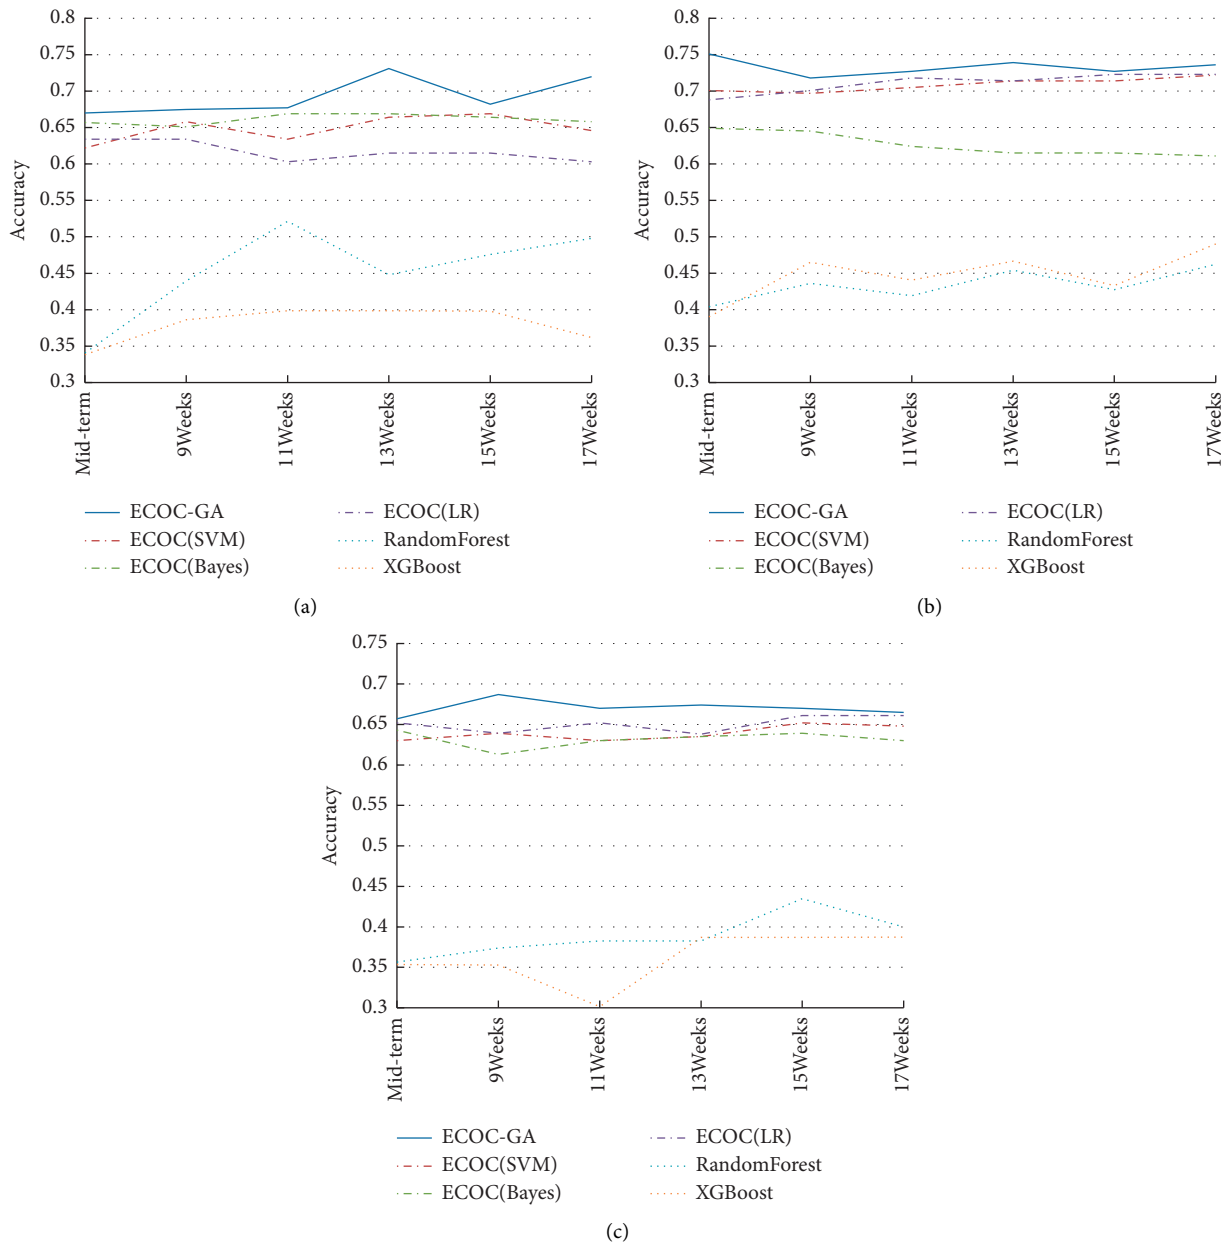 0.8
0.75
0.7
0.65
0.6
0.55
0.5
0.45
0.4
0.35
0.3
Accuracy
Mid-term
9Weeks
11Weeks
13Weeks
15Weeks
17Weeks
ECOC-GA
ECOC(SVM)
ECOC(Bayes)
ECOC(LR)
RandomForest
XGBoost
(a)
0.8
0.75
0.7
0.65
0.6
0.55
0.5
0.45
0.4
0.35
0.3
Accuracy
Mid-term
9Weeks
11Weeks
13Weeks
15Weeks
17Weeks
ECOC-GA
ECOC(SVM)
ECOC(Bayes)
ECOC(LR)
RandomForest
XGBoost
(b)
0.75
0.7
0.65
0.6
0.55
0.5
0.45
0.4
0.35
0.3
Accuracy
Mid-term
9Weeks
11Weeks
13Weeks
15Weeks
17Weeks
ECOC-GA
ECOC(SVM)
ECOC(Bayes)
ECOC(LR)
RandomForest
XGBoost
(c)